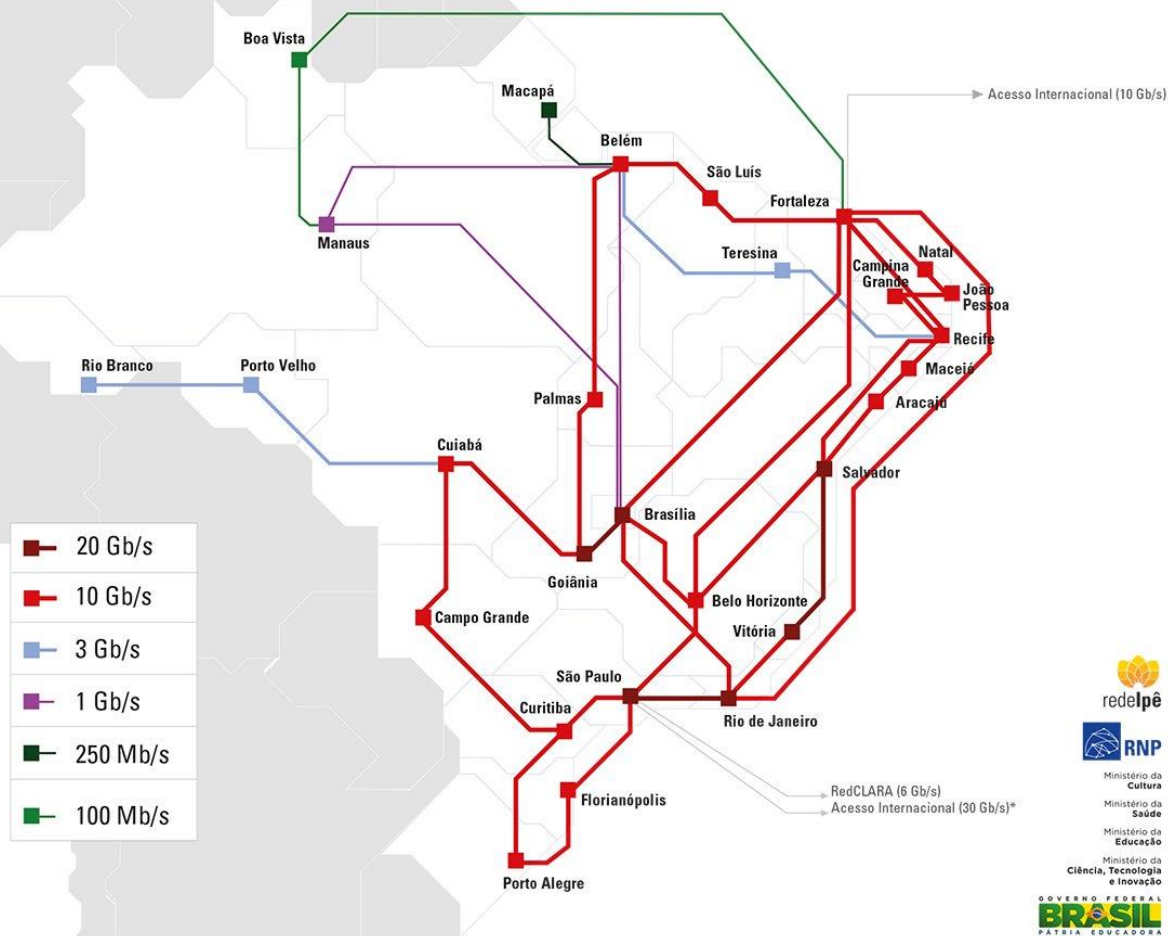 Boa Vista
Macapá
Acesso Internacional (10 Gb/s)
Belém
São Luís
Fortaleza
Manaus
Teresina
Natal
Campina
Grande
João
Pessoa
Recife
Rio Branco
Porto Velho
Maceió
Palmas
Aracaju
Cuiabá
Salvador
Brasília
20 Gb/s
Goiânia
10 Gb/s
Belo Horizonte
Campo Grande
Vitória
3 Gb/s
São Paulo
1 Gb/s
Curitiba
Rio de Janeiro
250 Mb/s
RedCLARA (6 Gb/s)
Florianópolis
Acesso Internacional (30 Gb/s)*
100 Mb/s
Porto Alegre
redeIpê
RNP
Ministério da
Cultura
Ministério da
Saúde
Ministério da
Educação
Ministério da
Ciência, Tecnologia
e Inovação
GOVERNO FEDERAL
BRASIL
PÁTRIA EDUCADORA